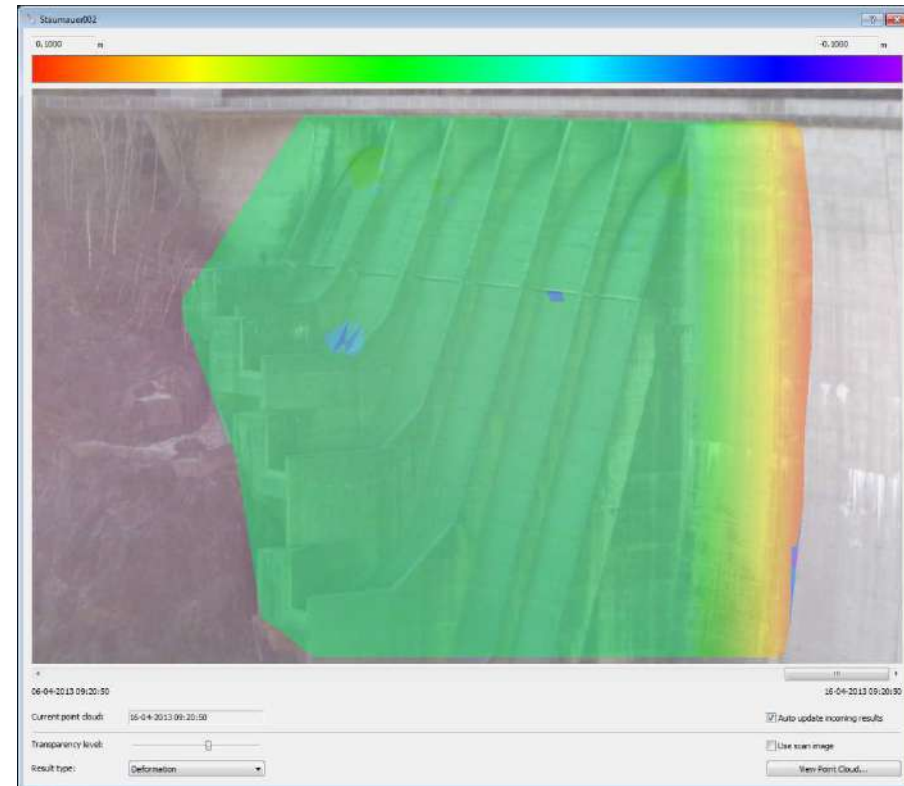 Staumauer002
0,1000 m -0,1000 m
06-04-2013 09:20:50 16-04-2013 09:20:50
Current point cloud: 16-04-2013 09:20:50 Auto update incoming results
Transparency level: Use scan image
Result type: Deformation View Point Cloud...